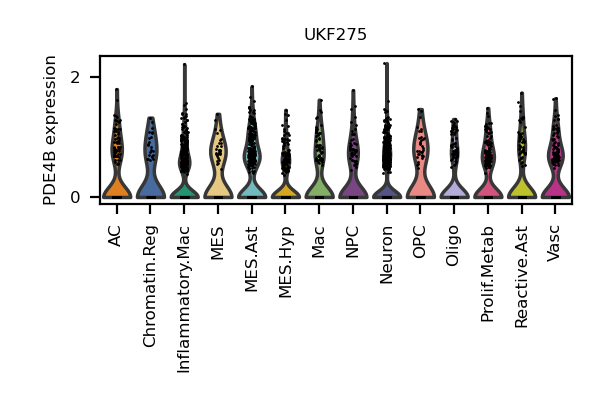 UKF275
PDE4B expression
2
0
AC
Chromatin.Reg
Inflammatory.Mac
MES
MES.Ast
MES.Hyp
Mac
NPC
Neuron
OPC
Oligo
Prolif.Metab
Reactive.Ast
Vasc